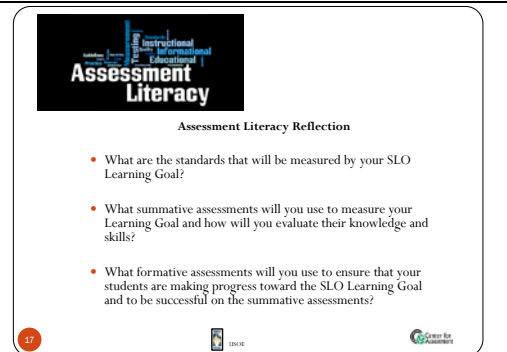 Instructional
Testing
Informational
Educational
Assessment
Literacy
Assessment Literacy Reflection
What are the standards that will be measured by your SLO
Learning Goal?
What summative assessments will you use to measure your
Learning Goal and how will you evaluate their knowledge and
skills?
What formative assessments will you use to ensure that your
students are making progress toward the SLO Learning Goal
and to be successful on the summative assessments?
17
USOE
Center for
Assessment